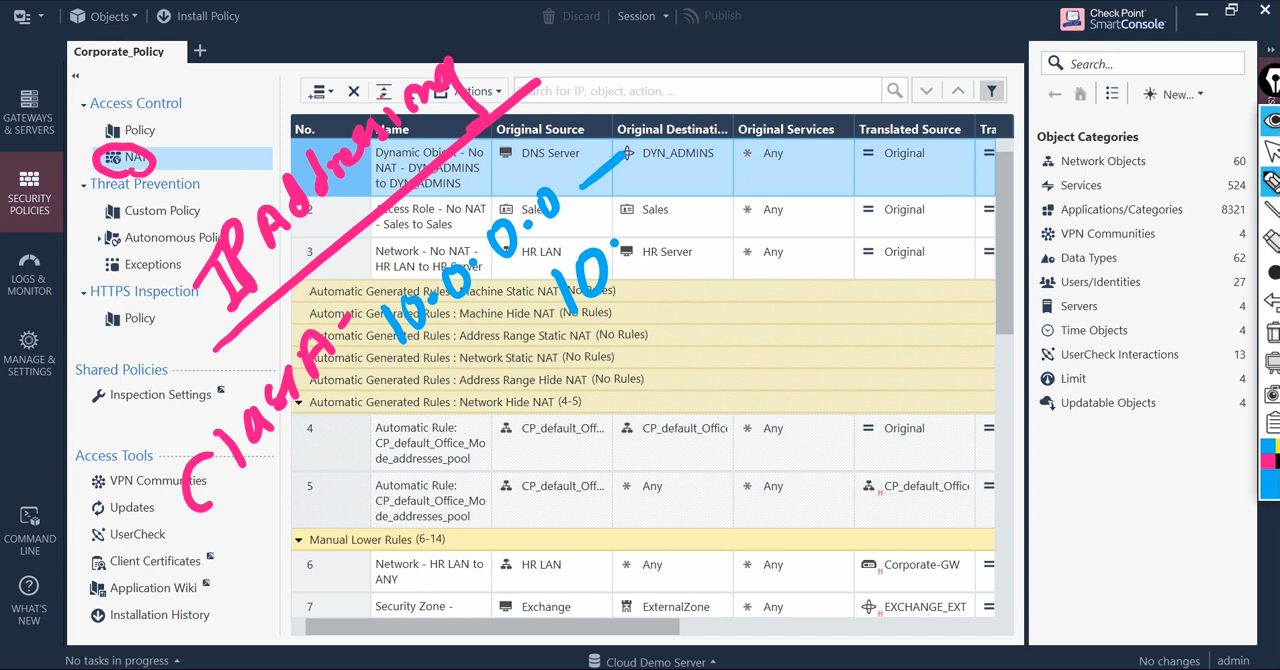 Objects
Install Policy
Discard
Session
Publish
Check Point
SmartConsole
Corporate_Policy
GATEWAYS
& SERVERS
SECURITY
POLICIES
LOGS &
MONITOR
MANAGE &
SETTINGS
COMMAND
LINE
WHAT'S
NEW
Access Control
Policy
NAT
Threat Prevention
Custom Policy
Autonomous
Exceptions
HTTPS Inspection
Policy
Shared Policies
Inspection Settings
Access Tools
VPN Communities
Updates
UserCheck
Client Certificates
Application Wiki
Installation History
Actions
Search for IP, object, action, ...
No. Name Original Source Original Destinati... Original Services Translated Source Tra
Dynamic Object - No
NAT - DYN_ADMINS
to DYN_ADMINS
DNS Server DYN_ADMINS Any Original
2 Access Role - No NAT
- Sales to Sales
Sales Sales Any Original
3 Network - No NAT -
HR LAN to HR Server
HR LAN HR Server Any Original
Automatic Generated Rules : Machine Static NAT (No Rules)
Automatic Generated Rules : Machine Hide NAT (No Rules)
Automatic Generated Rules : Address Range Static NAT (No Rules)
Automatic Generated Rules : Network Static NAT (No Rules)
Automatic Generated Rules : Address Range Hide NAT (No Rules)
Automatic Generated Rules : Network Hide NAT (4-5)
4 Automatic Rule:
CP_default_Office_Mo
de_addresses_pool
CP_default_Off... CP_default_Office Any Original
5 Automatic Rule:
CP_default_Office_Mo
de_addresses_pool
CP_default_Off... Any Any CP_default_Office
Manual Lower Rules (6-14)
6 Network - HR LAN to
ANY
HR LAN Any Any Corporate-GW
7 Security Zone -
Exchange ExternalZone Any EXCHANGE_EXT
IP Addressing
Class A - 10.0.0.0 -
10.
Search...
New...
Object Categories
Network Objects 60
Services 524
Applications/Categories 8321
VPN Communities 4
Data Types 62
Users/Identities 27
Servers 4
Time Objects 4
UserCheck Interactions 13
Limit 4
Updatable Objects 4
No tasks in progress
Cloud Demo Server
No changes
admin